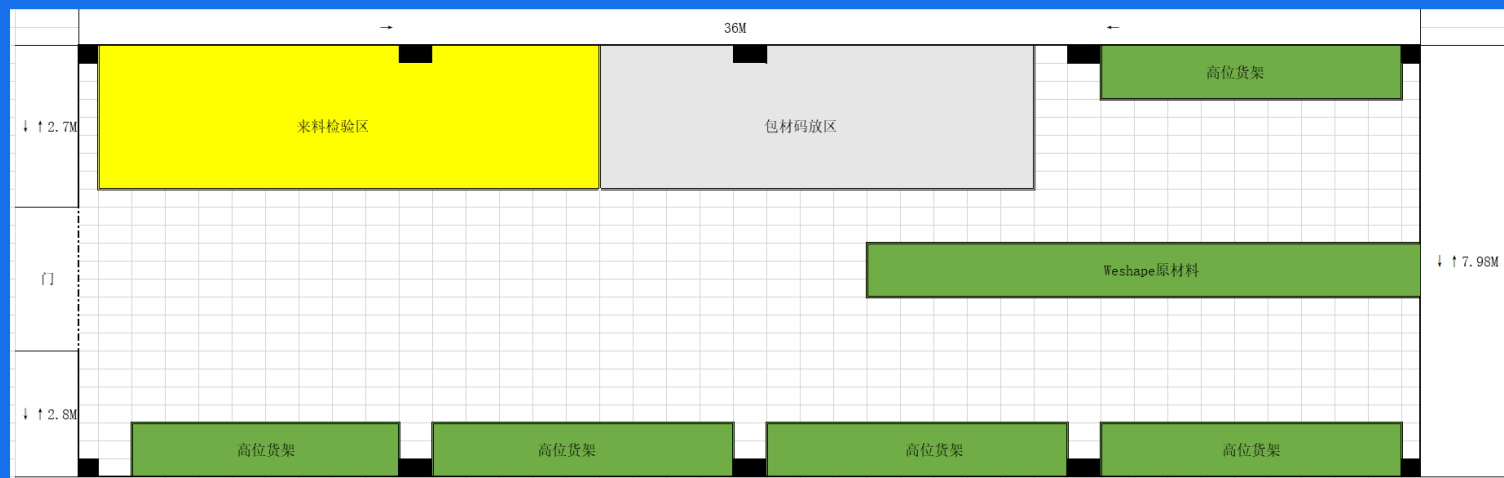 → 36M ←
高位货架
↓ ↑2.7M
来料检验区
包材码放区
↓ ↑7.98M
门
Weshape原材料
↓ ↑2.8M
高位货架
高位货架
高位货架
高位货架